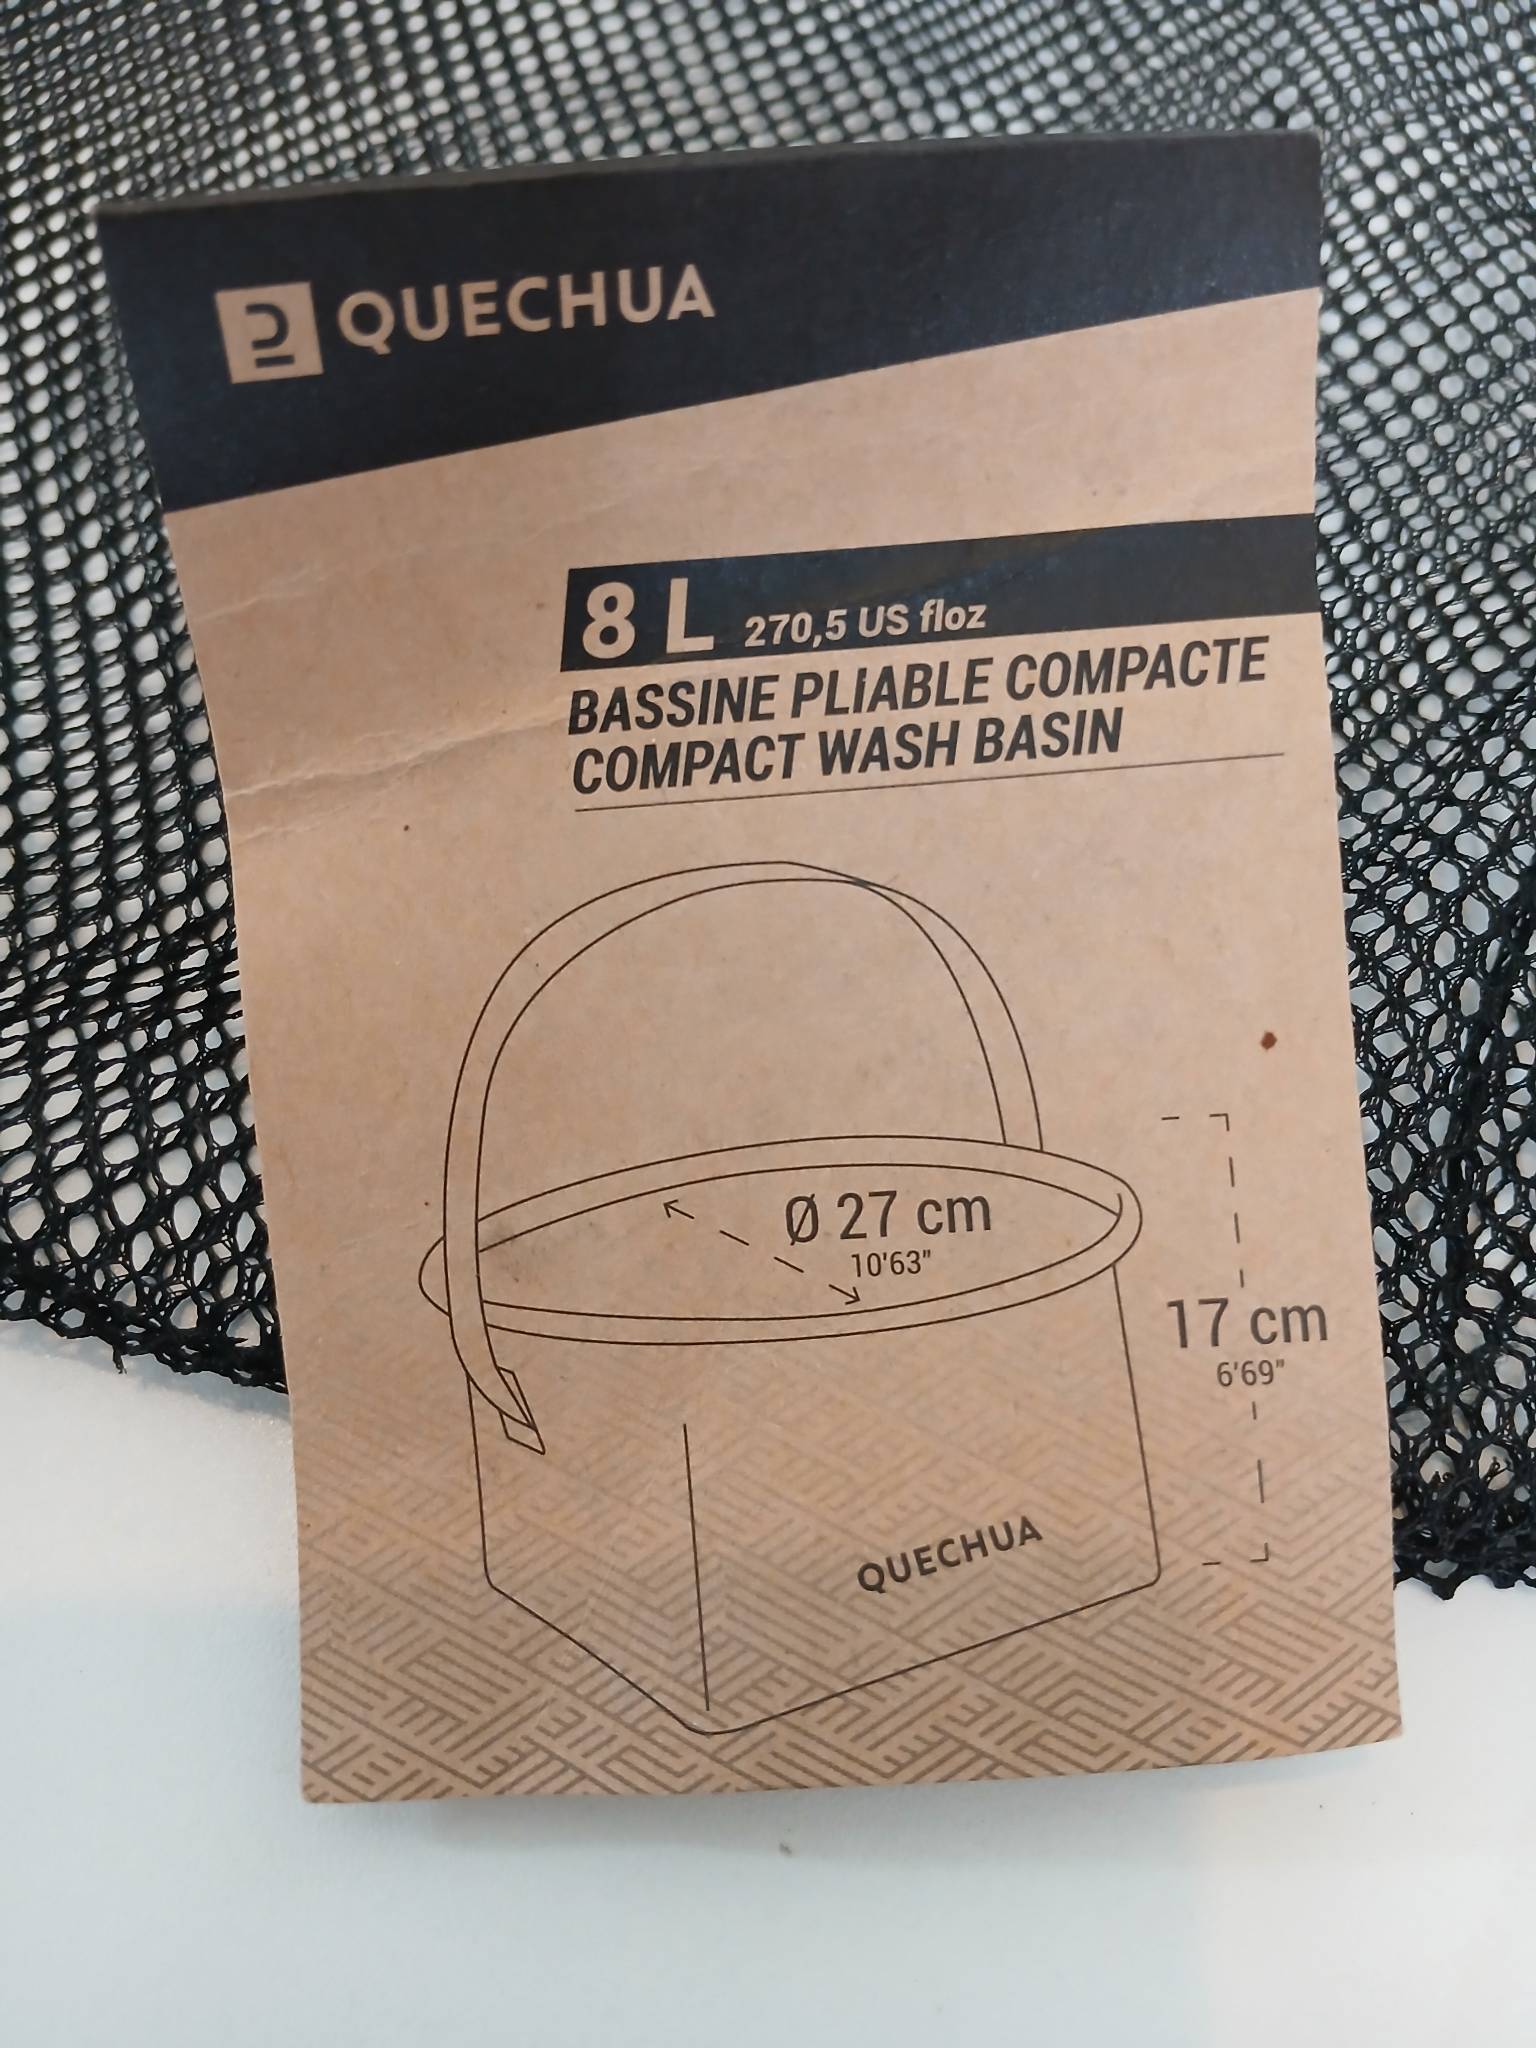 QUECHUA
8 L 270,5 US floz
BASSINE PLiABLE COMPACTE
COMPACT WASH BASIN
Ø 27 cm
10'63"
17 cm
6'69"
QUECHUA